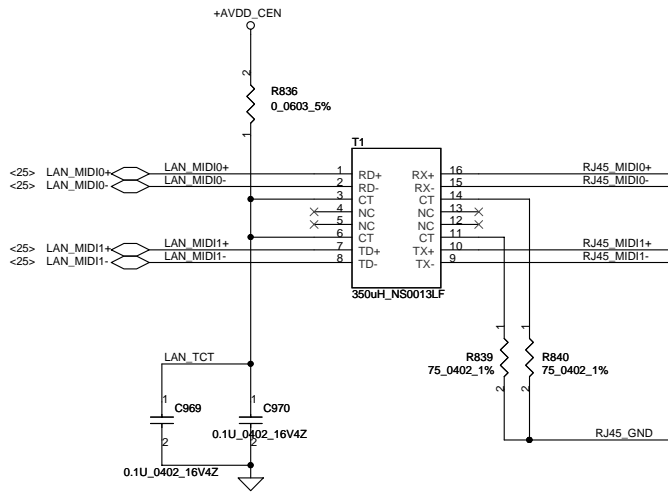 +AVDD_CEN
2
R836
0_0603_5%
1
T1
<25> LAN_MIDI0+ LAN_MIDI0+ 1 RD+ RX+ 16 RJ45_MIDI0+
<25> LAN_MIDI0- LAN_MIDI0- 2 RD- RX- 15 RJ45_MIDI0-
3 CT CT 14
4 NC NC 13
5 NC NC 12
6 CT CT 11
<25> LAN_MIDI1+ LAN_MIDI1+ 7 TD+ TX+ 10 RJ45_MIDI1+
<25> LAN_MIDI1- LAN_MIDI1- 8 TD- TX- 9 RJ45_MIDI1-
350uH_NS0013LF
1 1
R839 R840
75_0402_1% 75_0402_1%
2 2
LAN_TCT
1 1
C969 C970
2 2
0.1U_0402_16V4Z
0.1U_0402_16V4Z
RJ45_GND